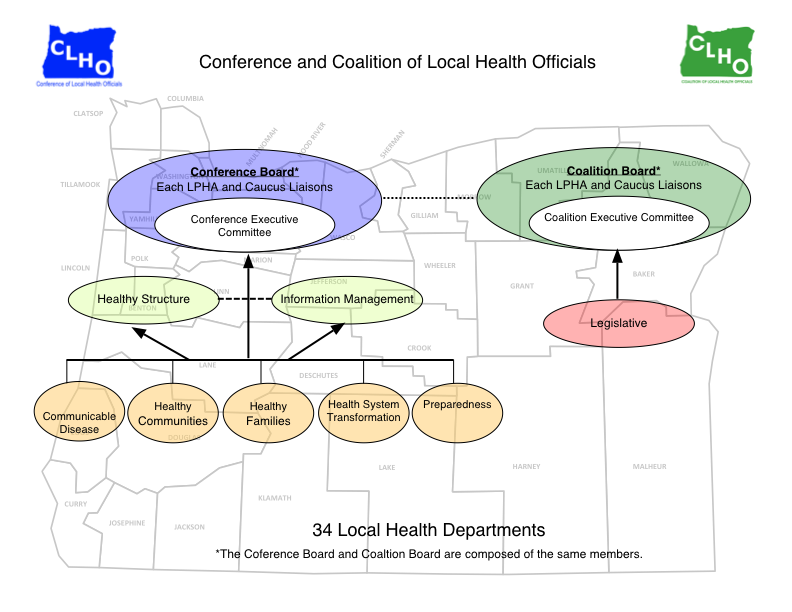 CLHO
Conference of Local Health Officials
Conference and Coalition of Local Health Officials
CLHO
COALITION OF LOCAL HEALTH OFFICIALS
COLUMBIA
CLATSOP
SHERMAN
TILLAMOOK
WALLOWA
Conference Board*
Each LPHA and Caucus Liaisons
Conference Executive
Committee
Coalition Board*
Each LPHA and Caucus Liaisons
Coalition Executive Committee
GILLIAM
POLK
LINCOLN
WHEELER
BAKER
GRANT
JEFFERSON
Healthy Structure
Information Management
BENTON
Legislative
CROOK
LANE
DESCHUTES
Communicable
Disease
Healthy
Communities
Healthy
Families
Health System
Transformation
Preparedness
DOUGLAS
LAKE
HARNEY
MALHEUR
KLAMATH
CURRY
JOSEPHINE
JACKSON
34 Local Health Departments
*The Coference Board and Coaltion Board are composed of the same members.